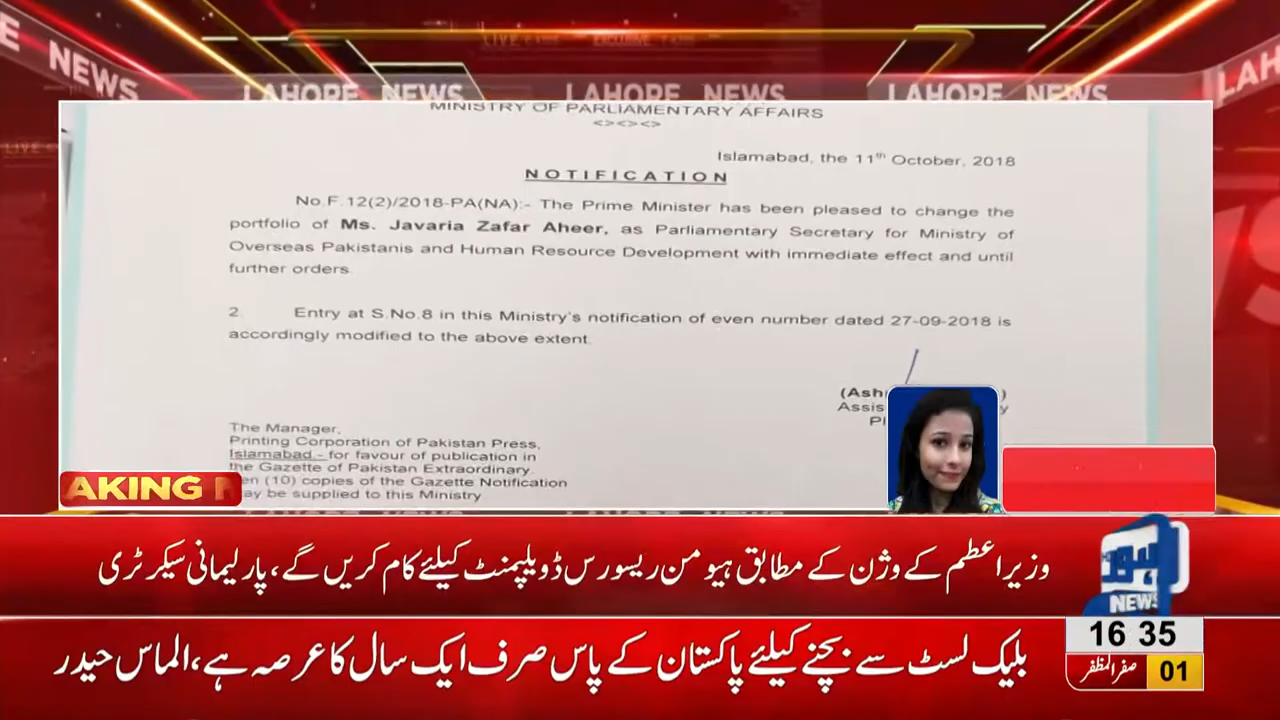 NEWS
LAHORE NEWS
LAHORE NEWS
LAHORE NEWS
LAH
MINISTRY OF PARLIAMENTARY AFFAIRS
<><><>
Islamabad, the 11th October, 2018
NOTIFICATION
No.F.12(2)/2018-PA(NA):- The Prime Minister has been pleased to change the
portfolio of Ms. Javaria Zafar Aheer, as Parliamentary Secretary for Ministry of
Overseas Pakistanis and Human Resource Development with immediate effect and until
further orders.
2. Entry at S.No.8 in this Ministry's notification of even number dated 27-09-2018 is
accordingly modified to the above extent.
The Manager,
Printing Corporation of Pakistan Press,
Islamabad.- for favour of publication in
the Gazette of Pakistan Extraordinary.
en (10) copies of the Gazette Notification
ay be supplied to this Ministry
AKING
وزیراعظم کے وژن کے مطابق ہیومن ریسورس ڈویلپمنٹ کیلئے کام کریں گے، پارلیمانی سیکرٹری
لاہور
NEWS
بلیک لسٹ سے بچنے کیلئے پاکستان کے پاس صرف ایک سال کا عرصہ ہے، الماس حیدر
16 35
01 صفر المظفر